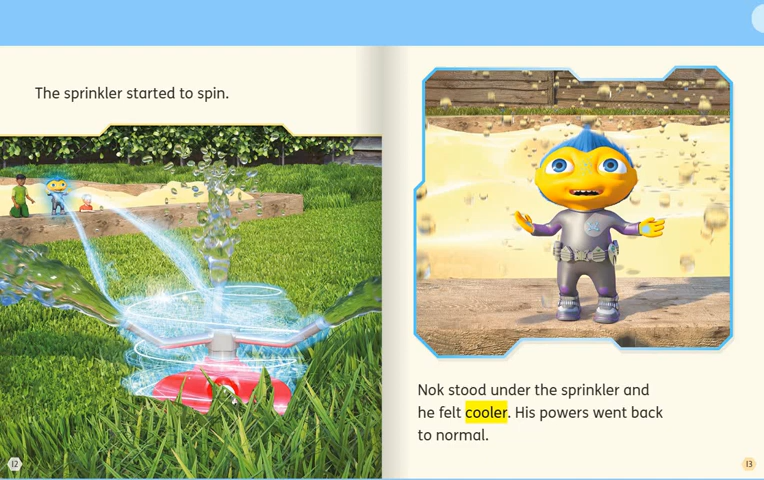 The sprinkler started to spin.
Nok stood under the sprinkler and
he felt cooler. His powers went back
to normal.
12
13